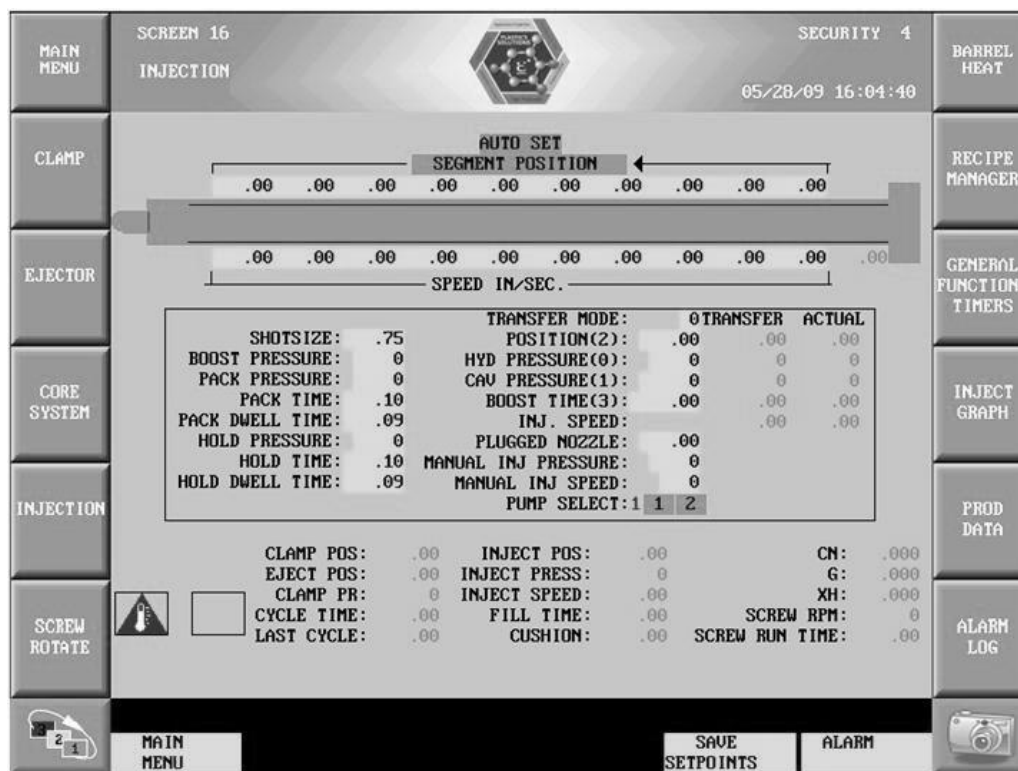 SCREEN 16
SECURITY 4
INJECTION
PLASTICS
SOLUTIONS
05/28/09 16:04:40
MAIN
MENU
CLAMP
EJECTOR
CORE
SYSTEM
INJECTION
SCREW
ROTATE
3 2 1
AUTO SET
SEGMENT POSITION
.00 .00 .00 .00 .00 .00 .00 .00 .00 .00
.00 .00 .00 .00 .00 .00 .00 .00 .00 .00 .00
SPEED IN/SEC.
TRANSFER MODE: 0 TRANSFER ACTUAL
SHOTSIZE: .75 POSITION(2): .00 .00 .00
BOOST PRESSURE: 0 HYD PRESSURE(0): 0 0 0
PACK PRESSURE: 0 CAV PRESSURE(1): 0 0 0
PACK TIME: .10 BOOST TIME(3): .00 .00 .00
PACK DWELL TIME: .09 INJ. SPEED: .00 .00
HOLD PRESSURE: 0 PLUGGED NOZZLE: .00
HOLD TIME: .10 MANUAL INJ PRESSURE: 0
HOLD DWELL TIME: .09 MANUAL INJ SPEED: 0
PUMP SELECT: 1 1 2
CLAMP POS: .00 INJECT POS: .00 CN: .000
EJECT POS: .00 INJECT PRESS: 0 G: .000
CLAMP PR: 0 INJECT SPEED: .00 XH: .000
CYCLE TIME: .00 FILL TIME: .00 SCREW RPM: 0
LAST CYCLE: .00 CUSHION: .00 SCREW RUN TIME: .00
BARREL
HEAT
RECIPE
MANAGER
GENERAL
FUNCTION
TIMERS
INJECT
GRAPH
PROD
DATA
ALARM
LOG
MAIN
MENU
SAVE
SETPOINTS
ALARM